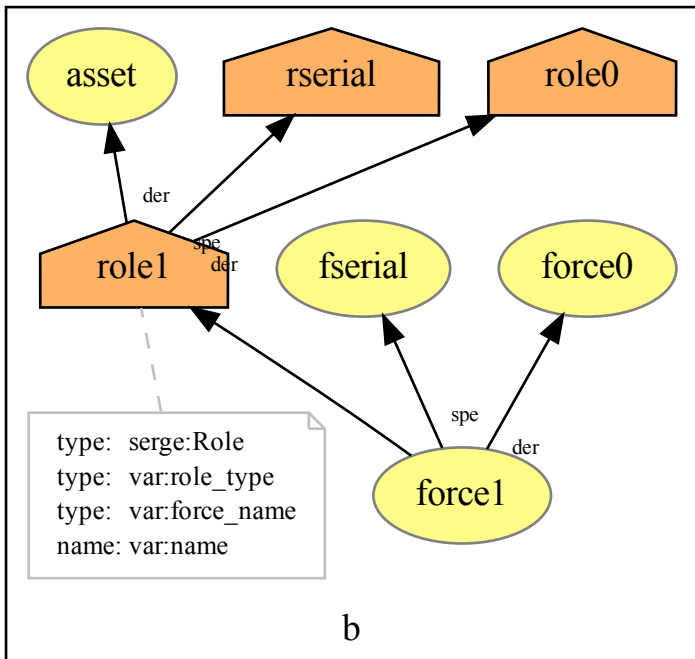 asset
rserial
role0
der
spe
der
role1
fserial
force0
spe
der
force1
type: serge:Role
type: var:role_type
type: var:force_name
name: var:name
b